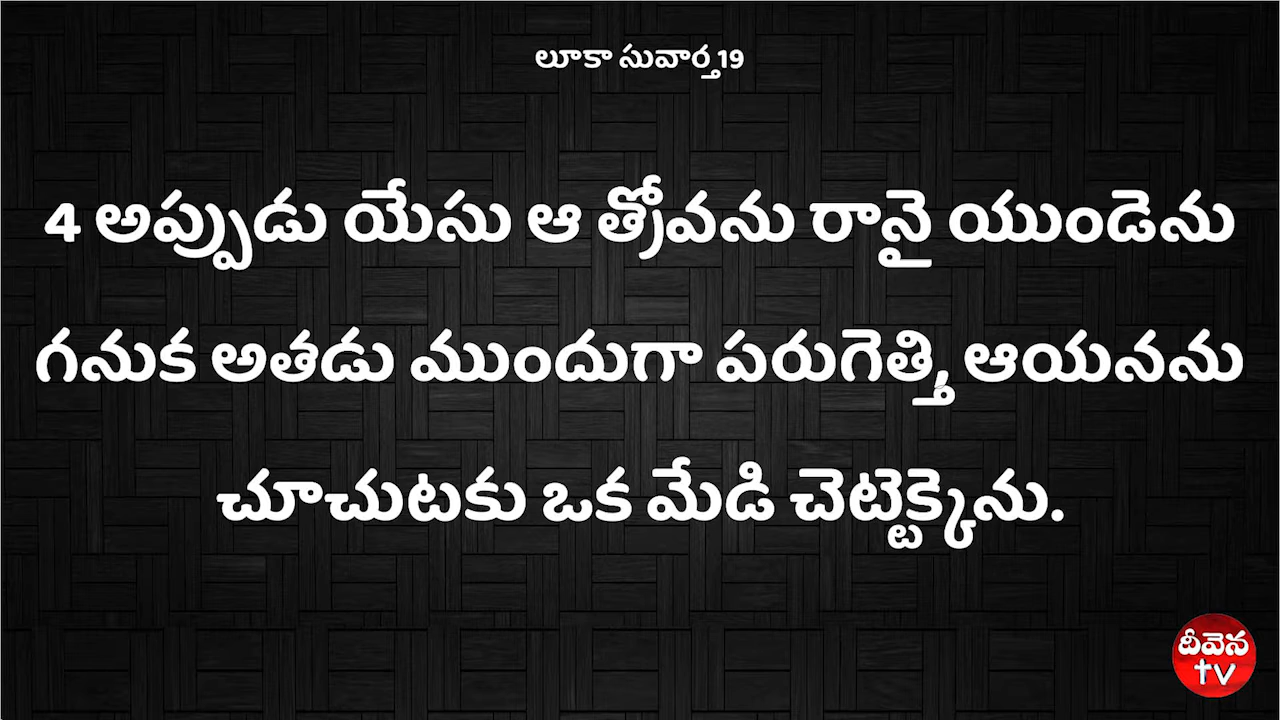 లూకా సువార్త 19
4 అప్పుడు యేసు ఆ త్రోవను రానై యుండెను
గనుక అతడు ముందుగా పరుగెత్తి, ఆయనను
చూచుటకు ఒక మేడి చెట్టెక్కెను.
దీవెన
tv